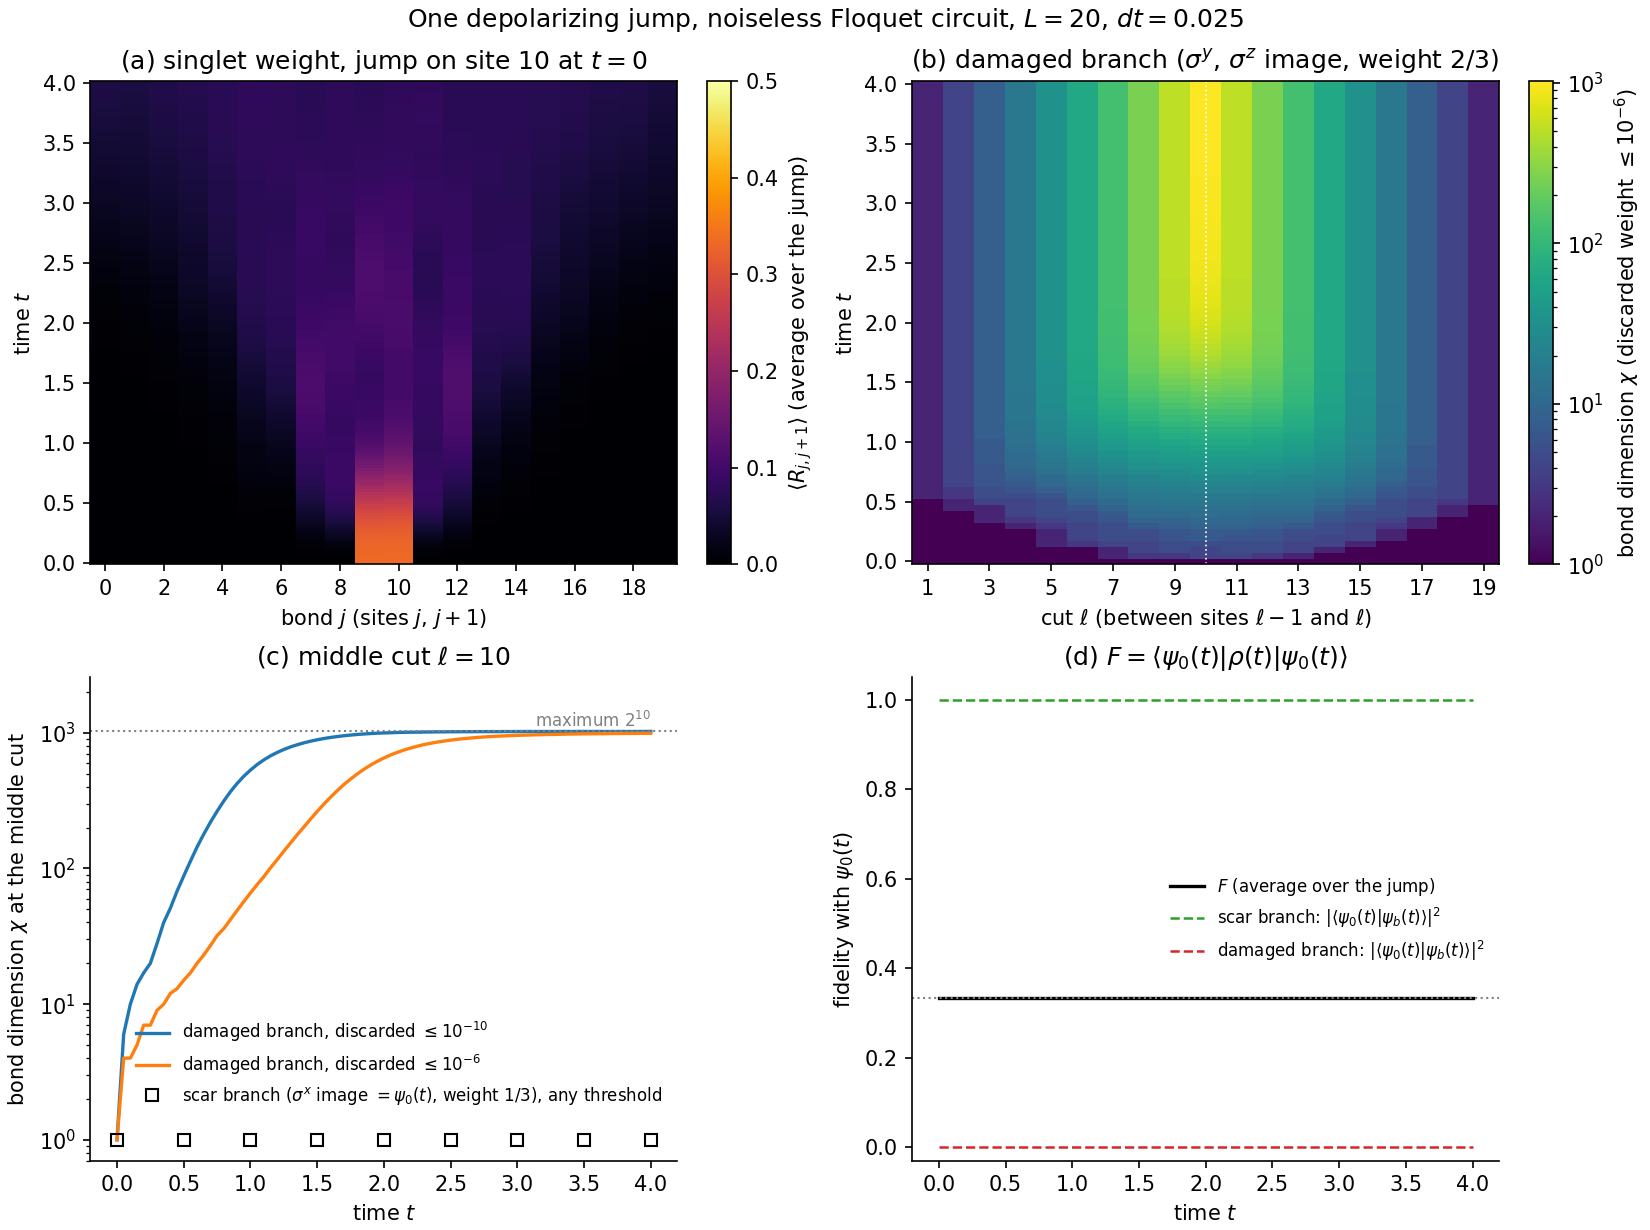 One depolarizing jump, noiseless Floquet circuit, L = 20, dt = 0.025
(a) singlet weight, jump on site 10 at t = 0
4.0
3.5
3.0
2.5
2.0
1.5
1.0
0.5
0.0
time t
0 2 4 6 8 10 12 14 16 18
bond j (sites j, j + 1)
0.5
0.4
0.3
0.2
0.1
0.0
⟨R_{j,j+1}⟩ (average over the jump)
(b) damaged branch (σ^y, σ^z image, weight 2/3)
4.0
3.5
3.0
2.5
2.0
1.5
1.0
0.5
0.0
time t
1 3 5 7 9 11 13 15 17 19
cut ℓ (between sites ℓ − 1 and ℓ)
10^3
10^2
10^1
10^0
bond dimension χ (discarded weight ≤ 10^{−6})
(c) middle cut ℓ = 10
maximum 2^{10}
10^3
10^2
10^1
10^0
bond dimension χ at the middle cut
damaged branch, discarded ≤ 10^{−10}
damaged branch, discarded ≤ 10^{−6}
scar branch (σ^x image = ψ_0(t), weight 1/3), any threshold
0.0 0.5 1.0 1.5 2.0 2.5 3.0 3.5 4.0
time t
(d) F = ⟨ψ_0(t)|ρ(t)|ψ_0(t)⟩
1.0
0.8
0.6
0.4
0.2
0.0
fidelity with ψ_0(t)
F (average over the jump)
scar branch: |⟨ψ_0(t)|ψ_b(t)⟩|^2
damaged branch: |⟨ψ_0(t)|ψ_b(t)⟩|^2
0.0 0.5 1.0 1.5 2.0 2.5 3.0 3.5 4.0
time t